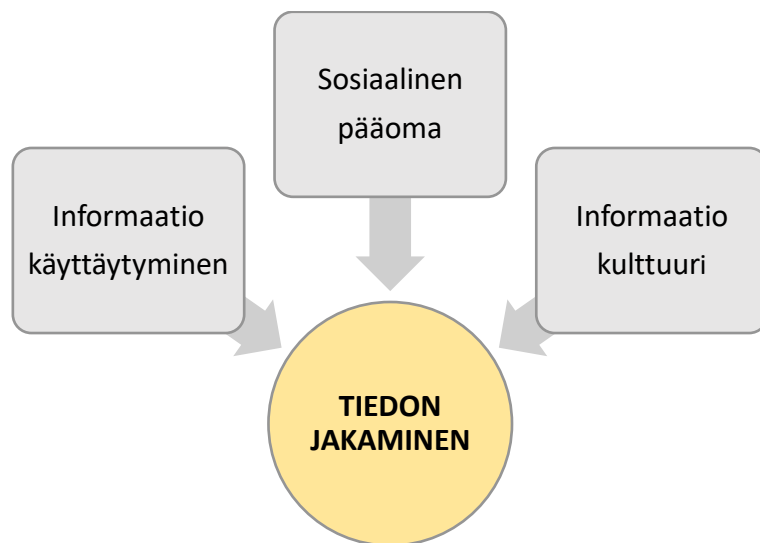 Sosiaalinen
pääoma
Informaatio
käyttäytyminen
Informaatio
kulttuuri
TIEDON
JAKAMINEN